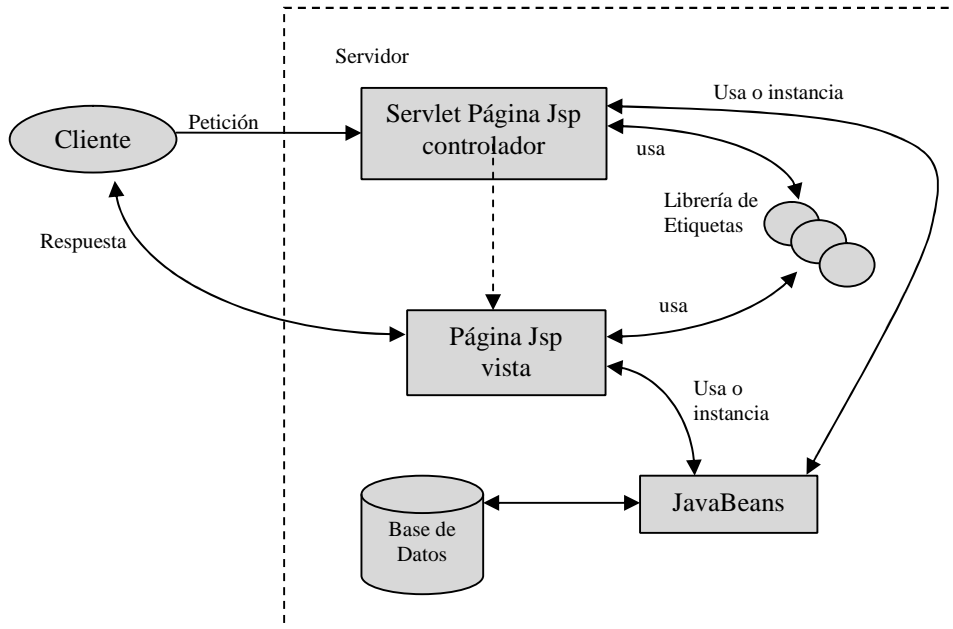 Servidor
Servlet Página Jsp
controlador
Usa o instancia
Petición
Cliente
usa
Librería de
Etiquetas
Respuesta
usa
Página Jsp
vista
Usa o
instancia
JavaBeans
Base de
Datos